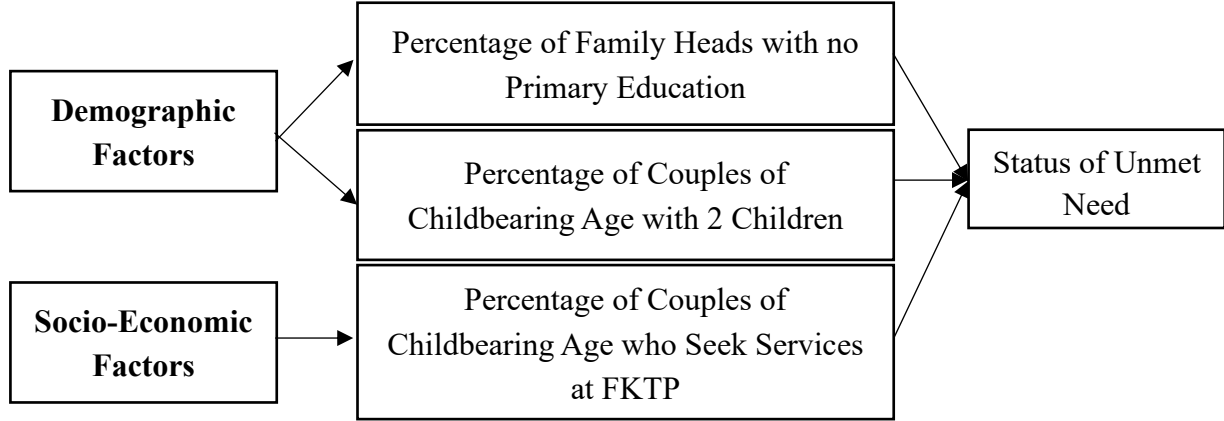 Demographic
Factors
Socio-Economic
Factors
Percentage of Family Heads with no
Primary Education
Percentage of Couples of
Childbearing Age with 2 Children
Percentage of Couples of
Childbearing Age who Seek Services
at FKTP
Status of Unmet
Need